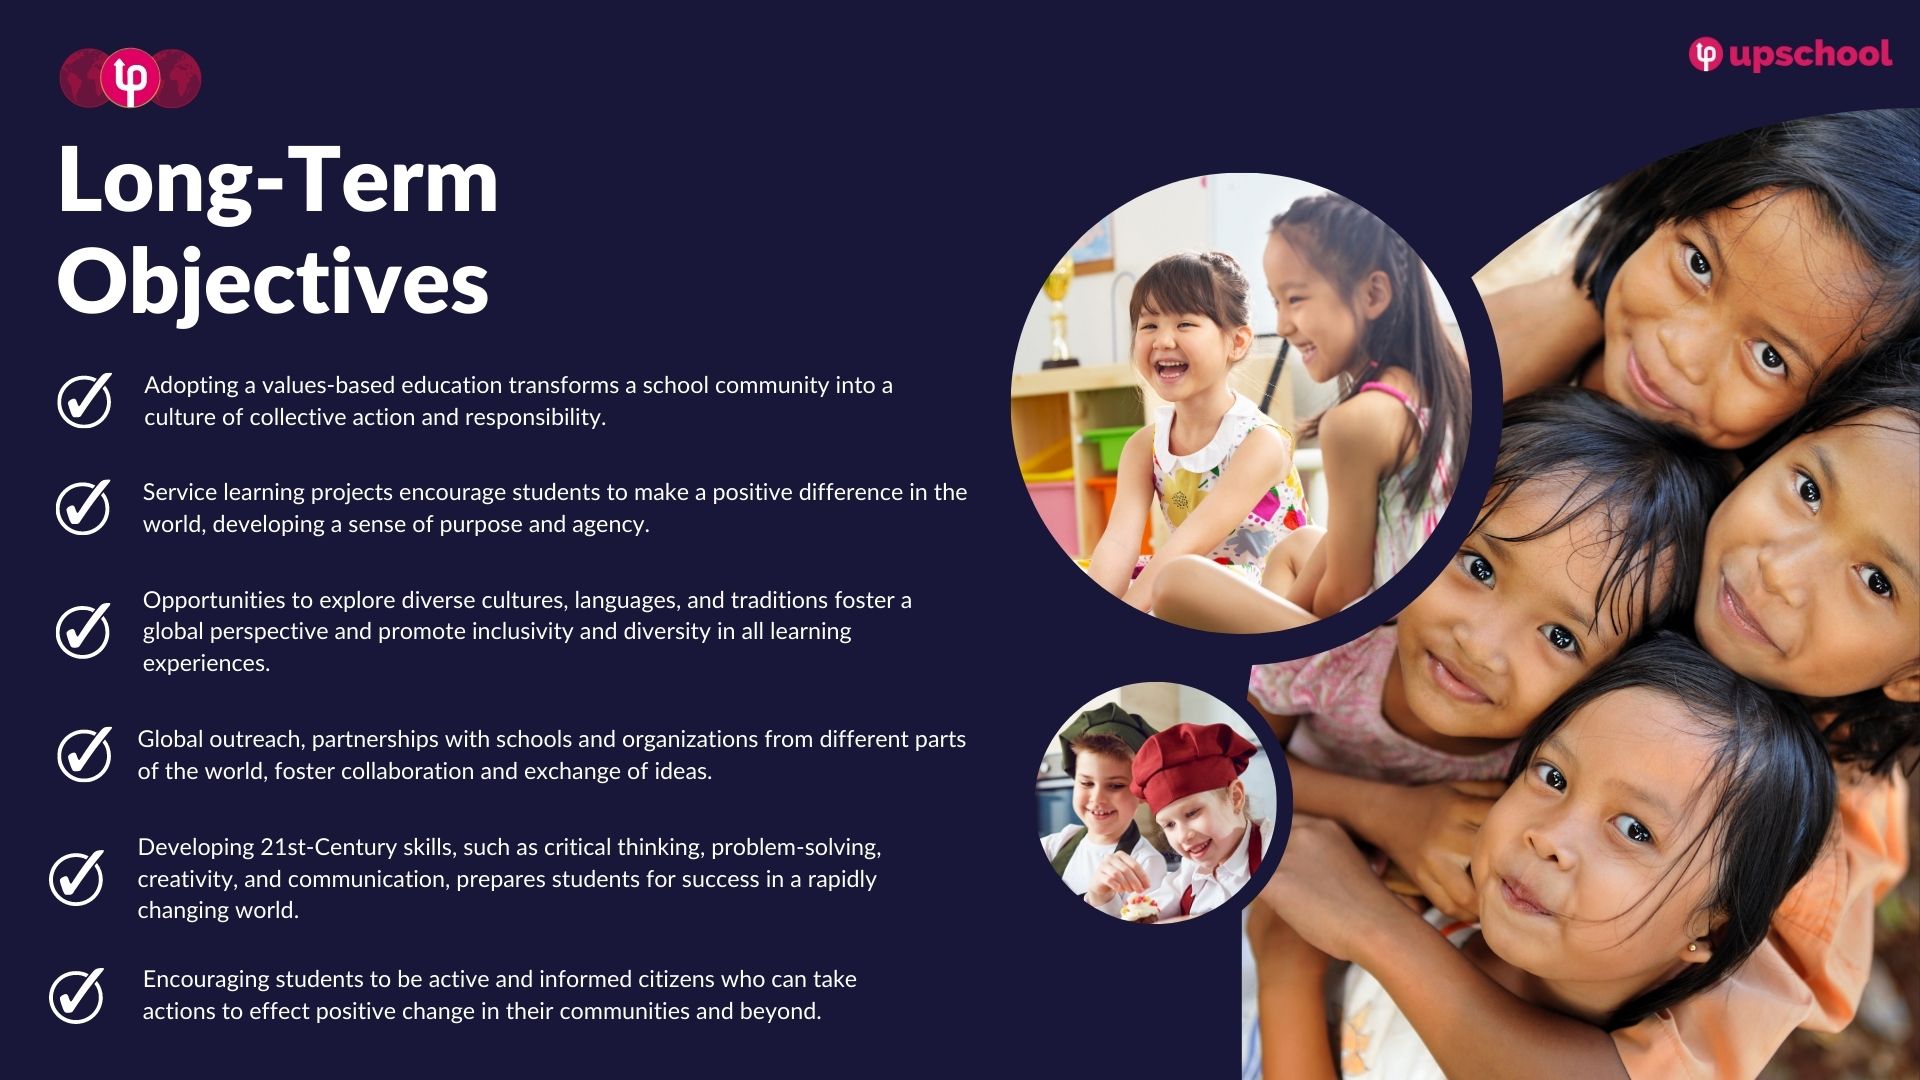 upschool
Long-Term
Objectives
Adopting a values-based education transforms a school community into a
culture of collective action and responsibility.
Service learning projects encourage students to make a positive difference in the
world, developing a sense of purpose and agency.
Opportunities to explore diverse cultures, languages, and traditions foster a
global perspective and promote inclusivity and diversity in all learning
experiences.
Global outreach, partnerships with schools and organizations from different parts
of the world, foster collaboration and exchange of ideas.
Developing 21st-Century skills, such as critical thinking, problem-solving,
creativity, and communication, prepares students for success in a rapidly
changing world.
Encouraging students to be active and informed citizens who can take
actions to effect positive change in their communities and beyond.